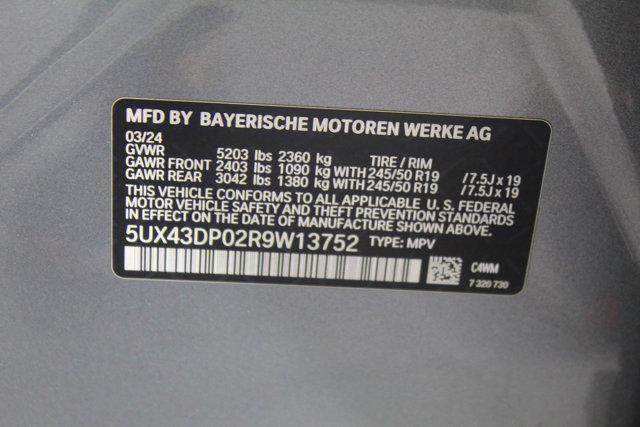 MFD BY BAYERISCHE MOTOREN WERKE AG
03/24
GVWR 5203 lbs 2360 kg TIRE / RIM
GAWR FRONT 2403 lbs 1090 kg WITH 245/50 R19 /7.5J x 19
GAWR REAR 3042 lbs 1380 kg WITH 245/50 R19 /7.5J x 19
THIS VEHICLE CONFORMS TO ALL APPLICABLE U. S. FEDERAL
MOTOR VEHICLE SAFETY, BUMPER, AND THEFT PREVENTION
STANDARDS IN EFFECT ON THE DATE OF MANUFACTURE SHOWN ABOVE.
5UX43DP02R9W13752 TYPE: MPV
C4WM
7 320 730